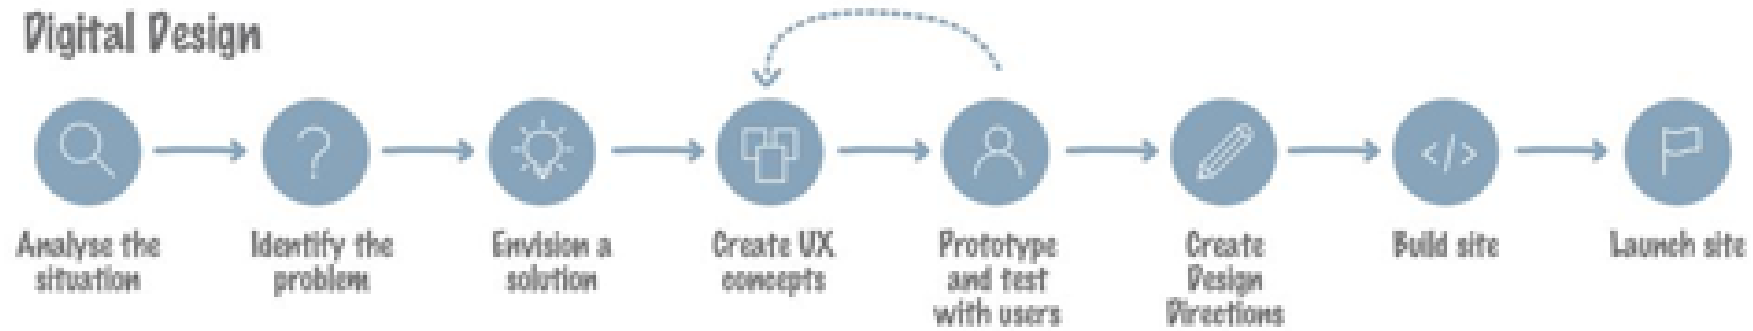 Digital Design
?
</>
Analyse the
situation
Identify the
problem
Envision a
solution
Create UX
concepts
Prototype
and test
with users
Create
Design
Directions
Build site
Launch site